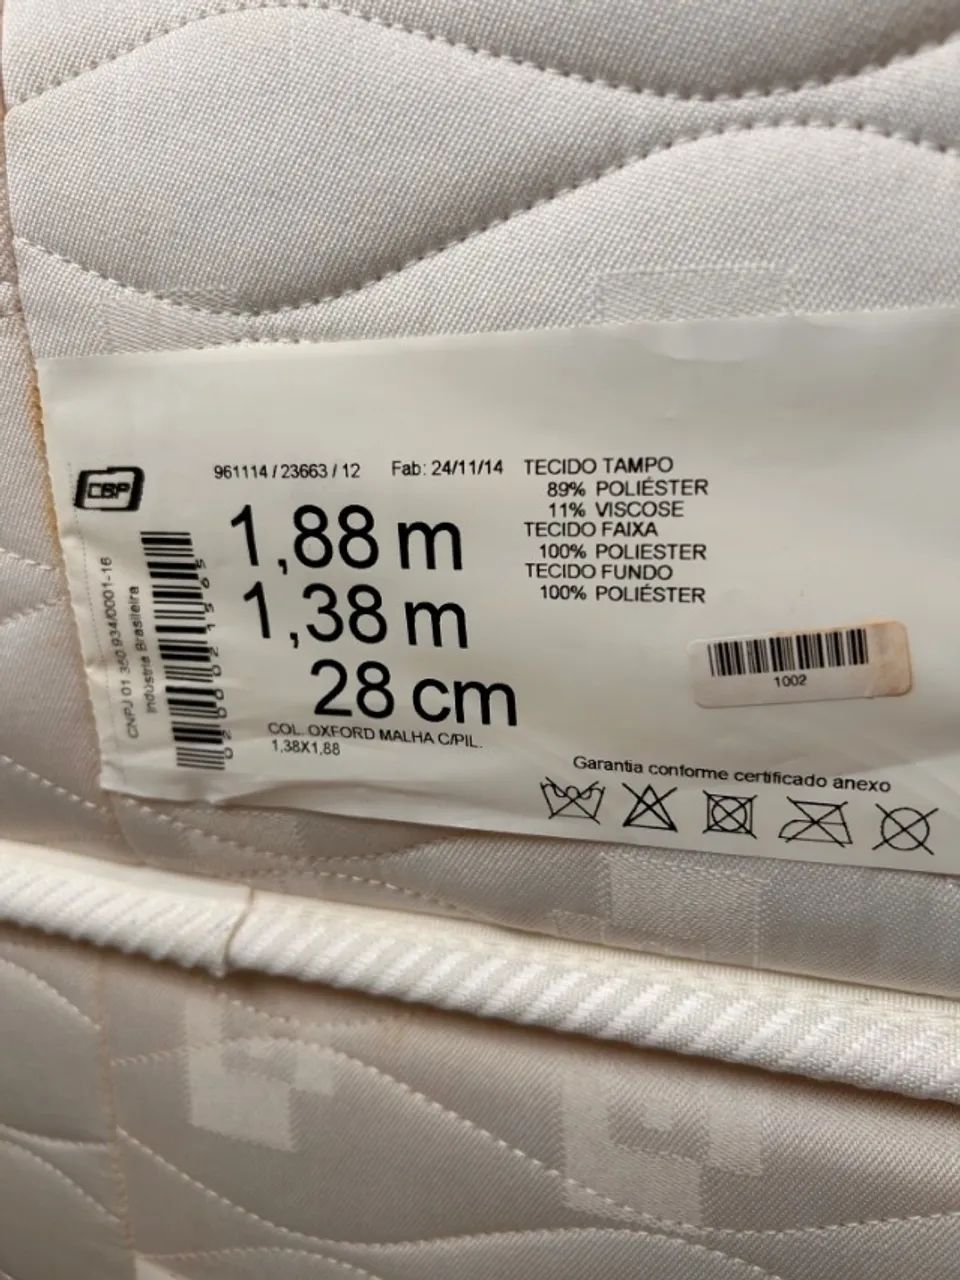 CBP
961114 / 23663 / 12
Fab: 24/11/14
1,88 m
1,38 m
28 cm
COL. OXFORD MALHA C/PIL.
1,38X1,88
CNPJ 01 360 934/0001-16
Indústria Brasileira
TECIDO TAMPO
89% POLIÉSTER
11% VISCOSE
TECIDO FAIXA
100% POLIESTER
TECIDO FUNDO
100% POLIÉSTER
1002
Garantia conforme certificado anexo